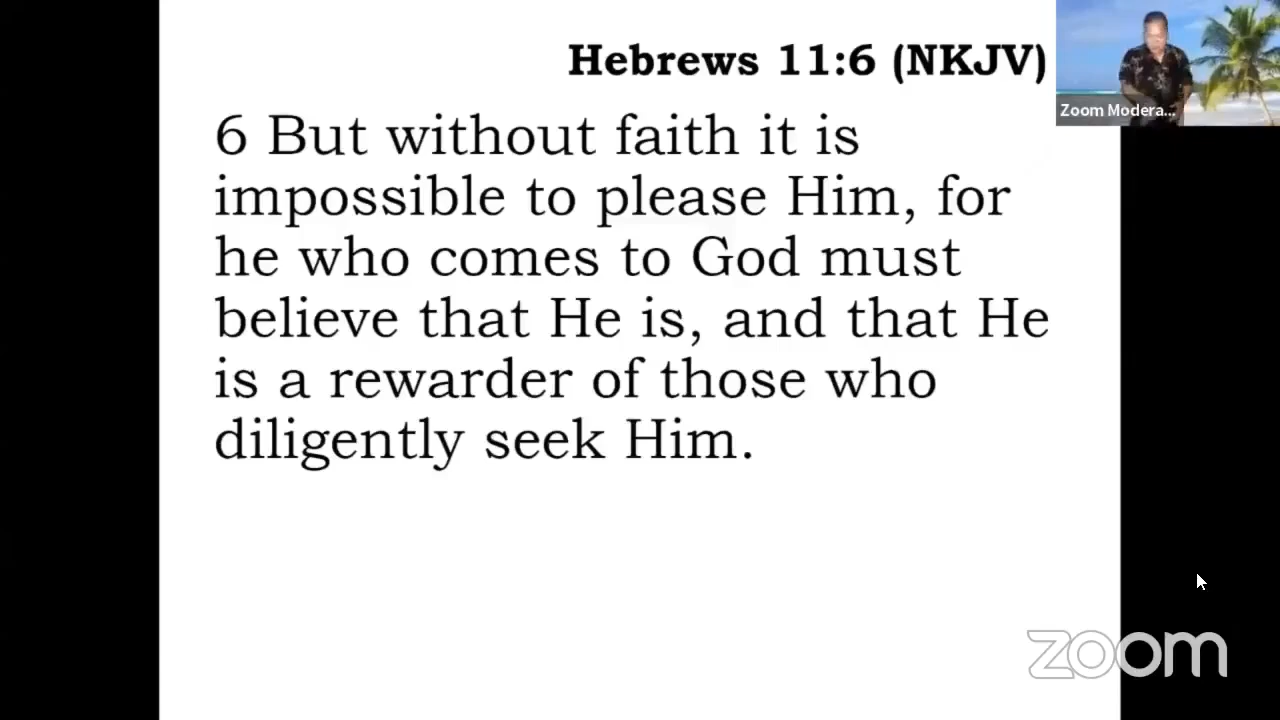 Hebrews 11:6 (NKJV)
Zoom Modera...
6 But without faith it is
impossible to please Him, for
he who comes to God must
believe that He is, and that He
is a rewarder of those who
diligently seek Him.
zoom